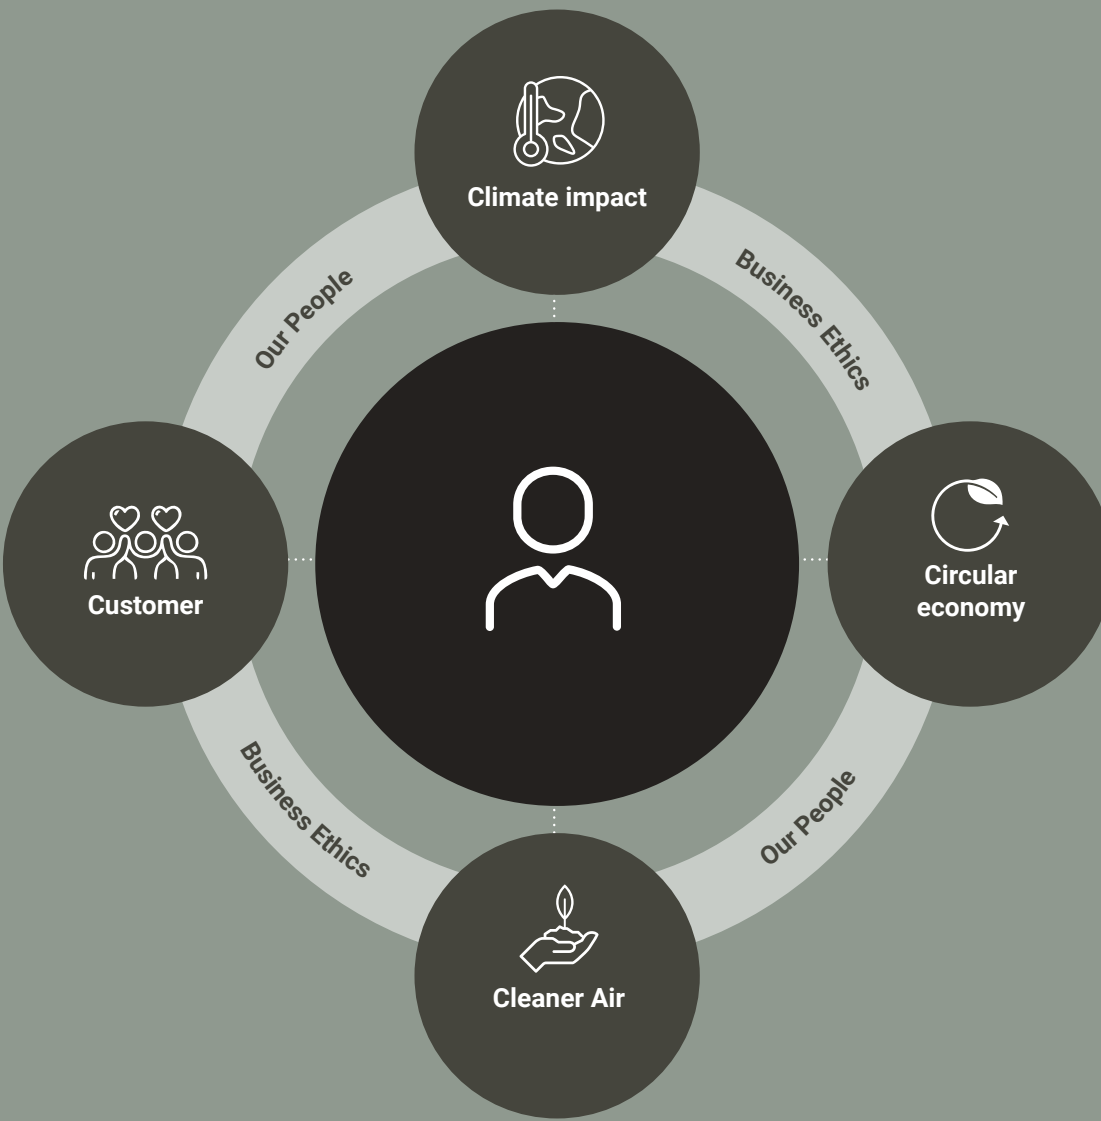 Climate impact
Our People
Business Ethics
Customer
Circular
economy
Business Ethics
Our People
Cleaner Air